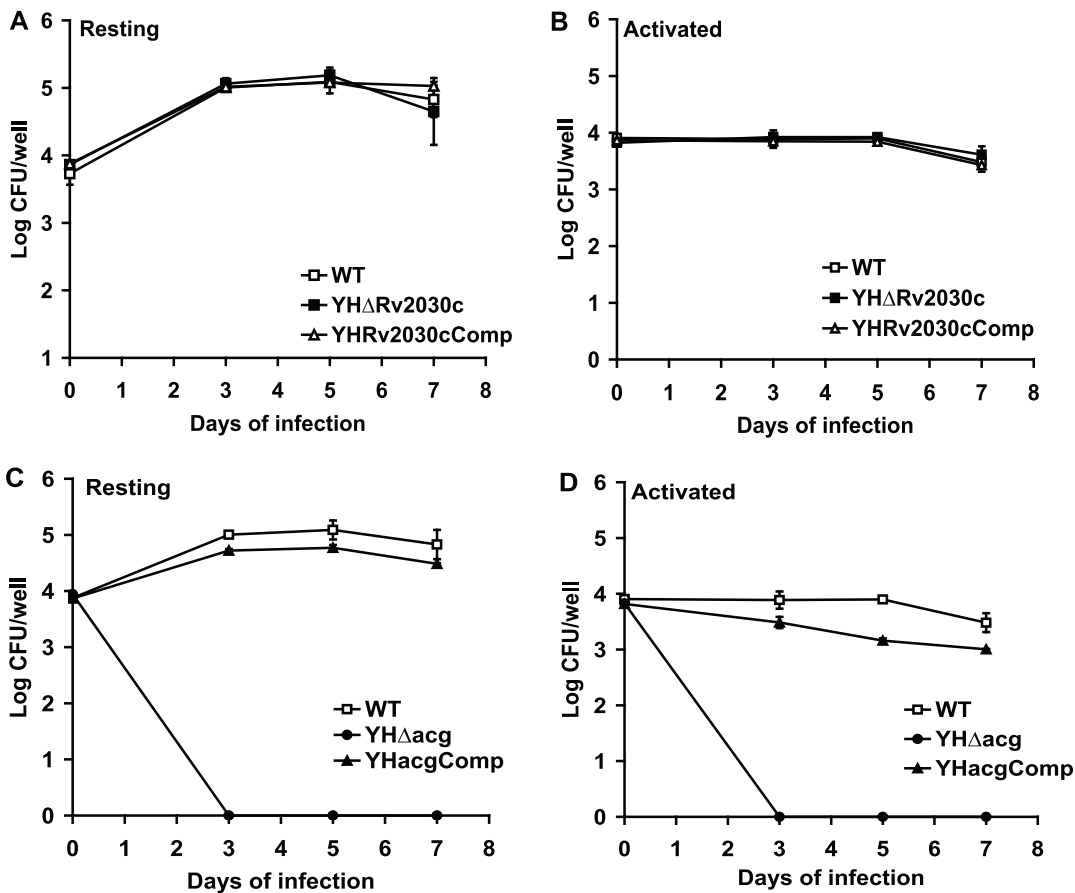 A
Resting
6
5
4
3
2
1
Log CFU/well
WT
YHΔRv2030c
YHRv2030cComp
0 1 2 3 4 5 6 7 8
Days of infection
B
Activated
6
5
4
3
2
1
0
Log CFU/well
WT
YHΔRv2030c
YHRv2030cComp
0 1 2 3 4 5 6 7 8
Days of infection
C
Resting
6
5
4
3
2
1
0
Log CFU/well
WT
YHΔacg
YHacgComp
0 1 2 3 4 5 6 7 8
Days of infection
D
Activated
6
5
4
3
2
1
0
Log CFU/well
WT
YHΔacg
YHacgComp
0 1 2 3 4 5 6 7 8
Days of infection